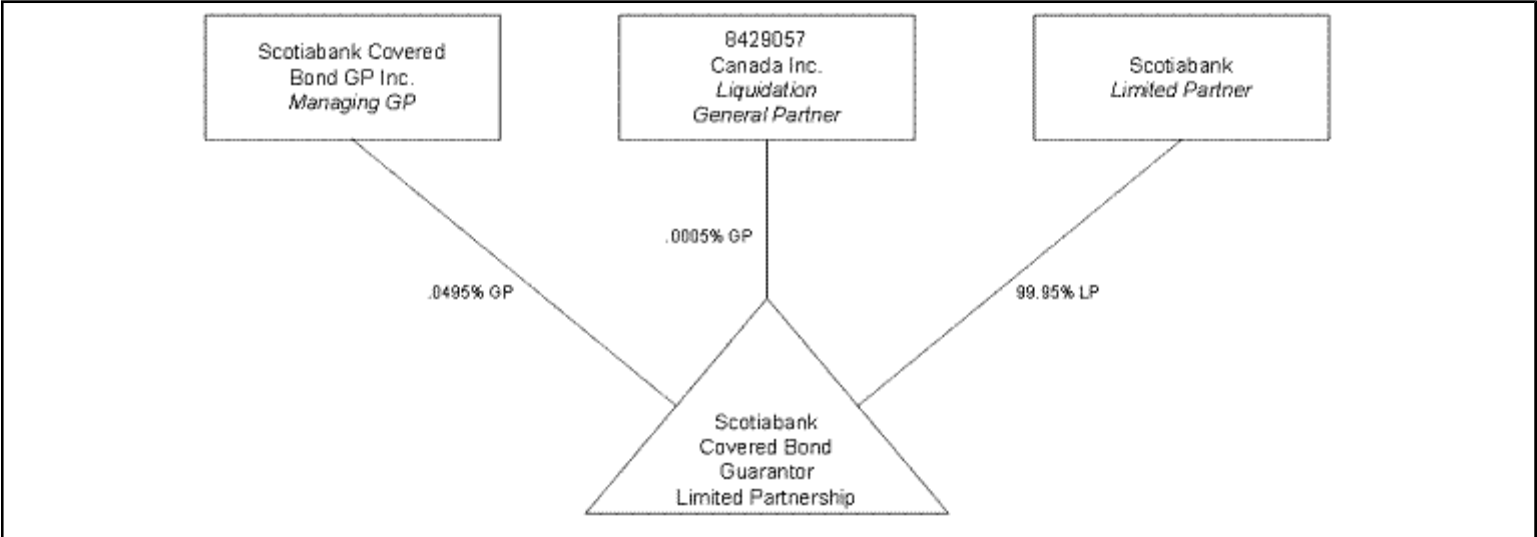 Scotiabank Covered
Bond GP Inc.
Managing GP
8429057
Canada Inc.
Liquidation
General Partner
Scotiabank
Limited Partner
.0005% GP
.0495% GP
99.95% LP
Scotiabank
Covered Bond
Guarantor
Limited Partnership